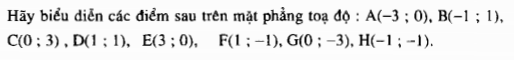 Hãy biểu diễn các điểm sau trên mặt phẳng toạ độ : A(−3 ; 0), B(−1 ; 1),
C(0 ; 3) , D(1 ; 1), E(3 ; 0), F(1 ; −1), G(0 ; −3), H(−1 ; −1).